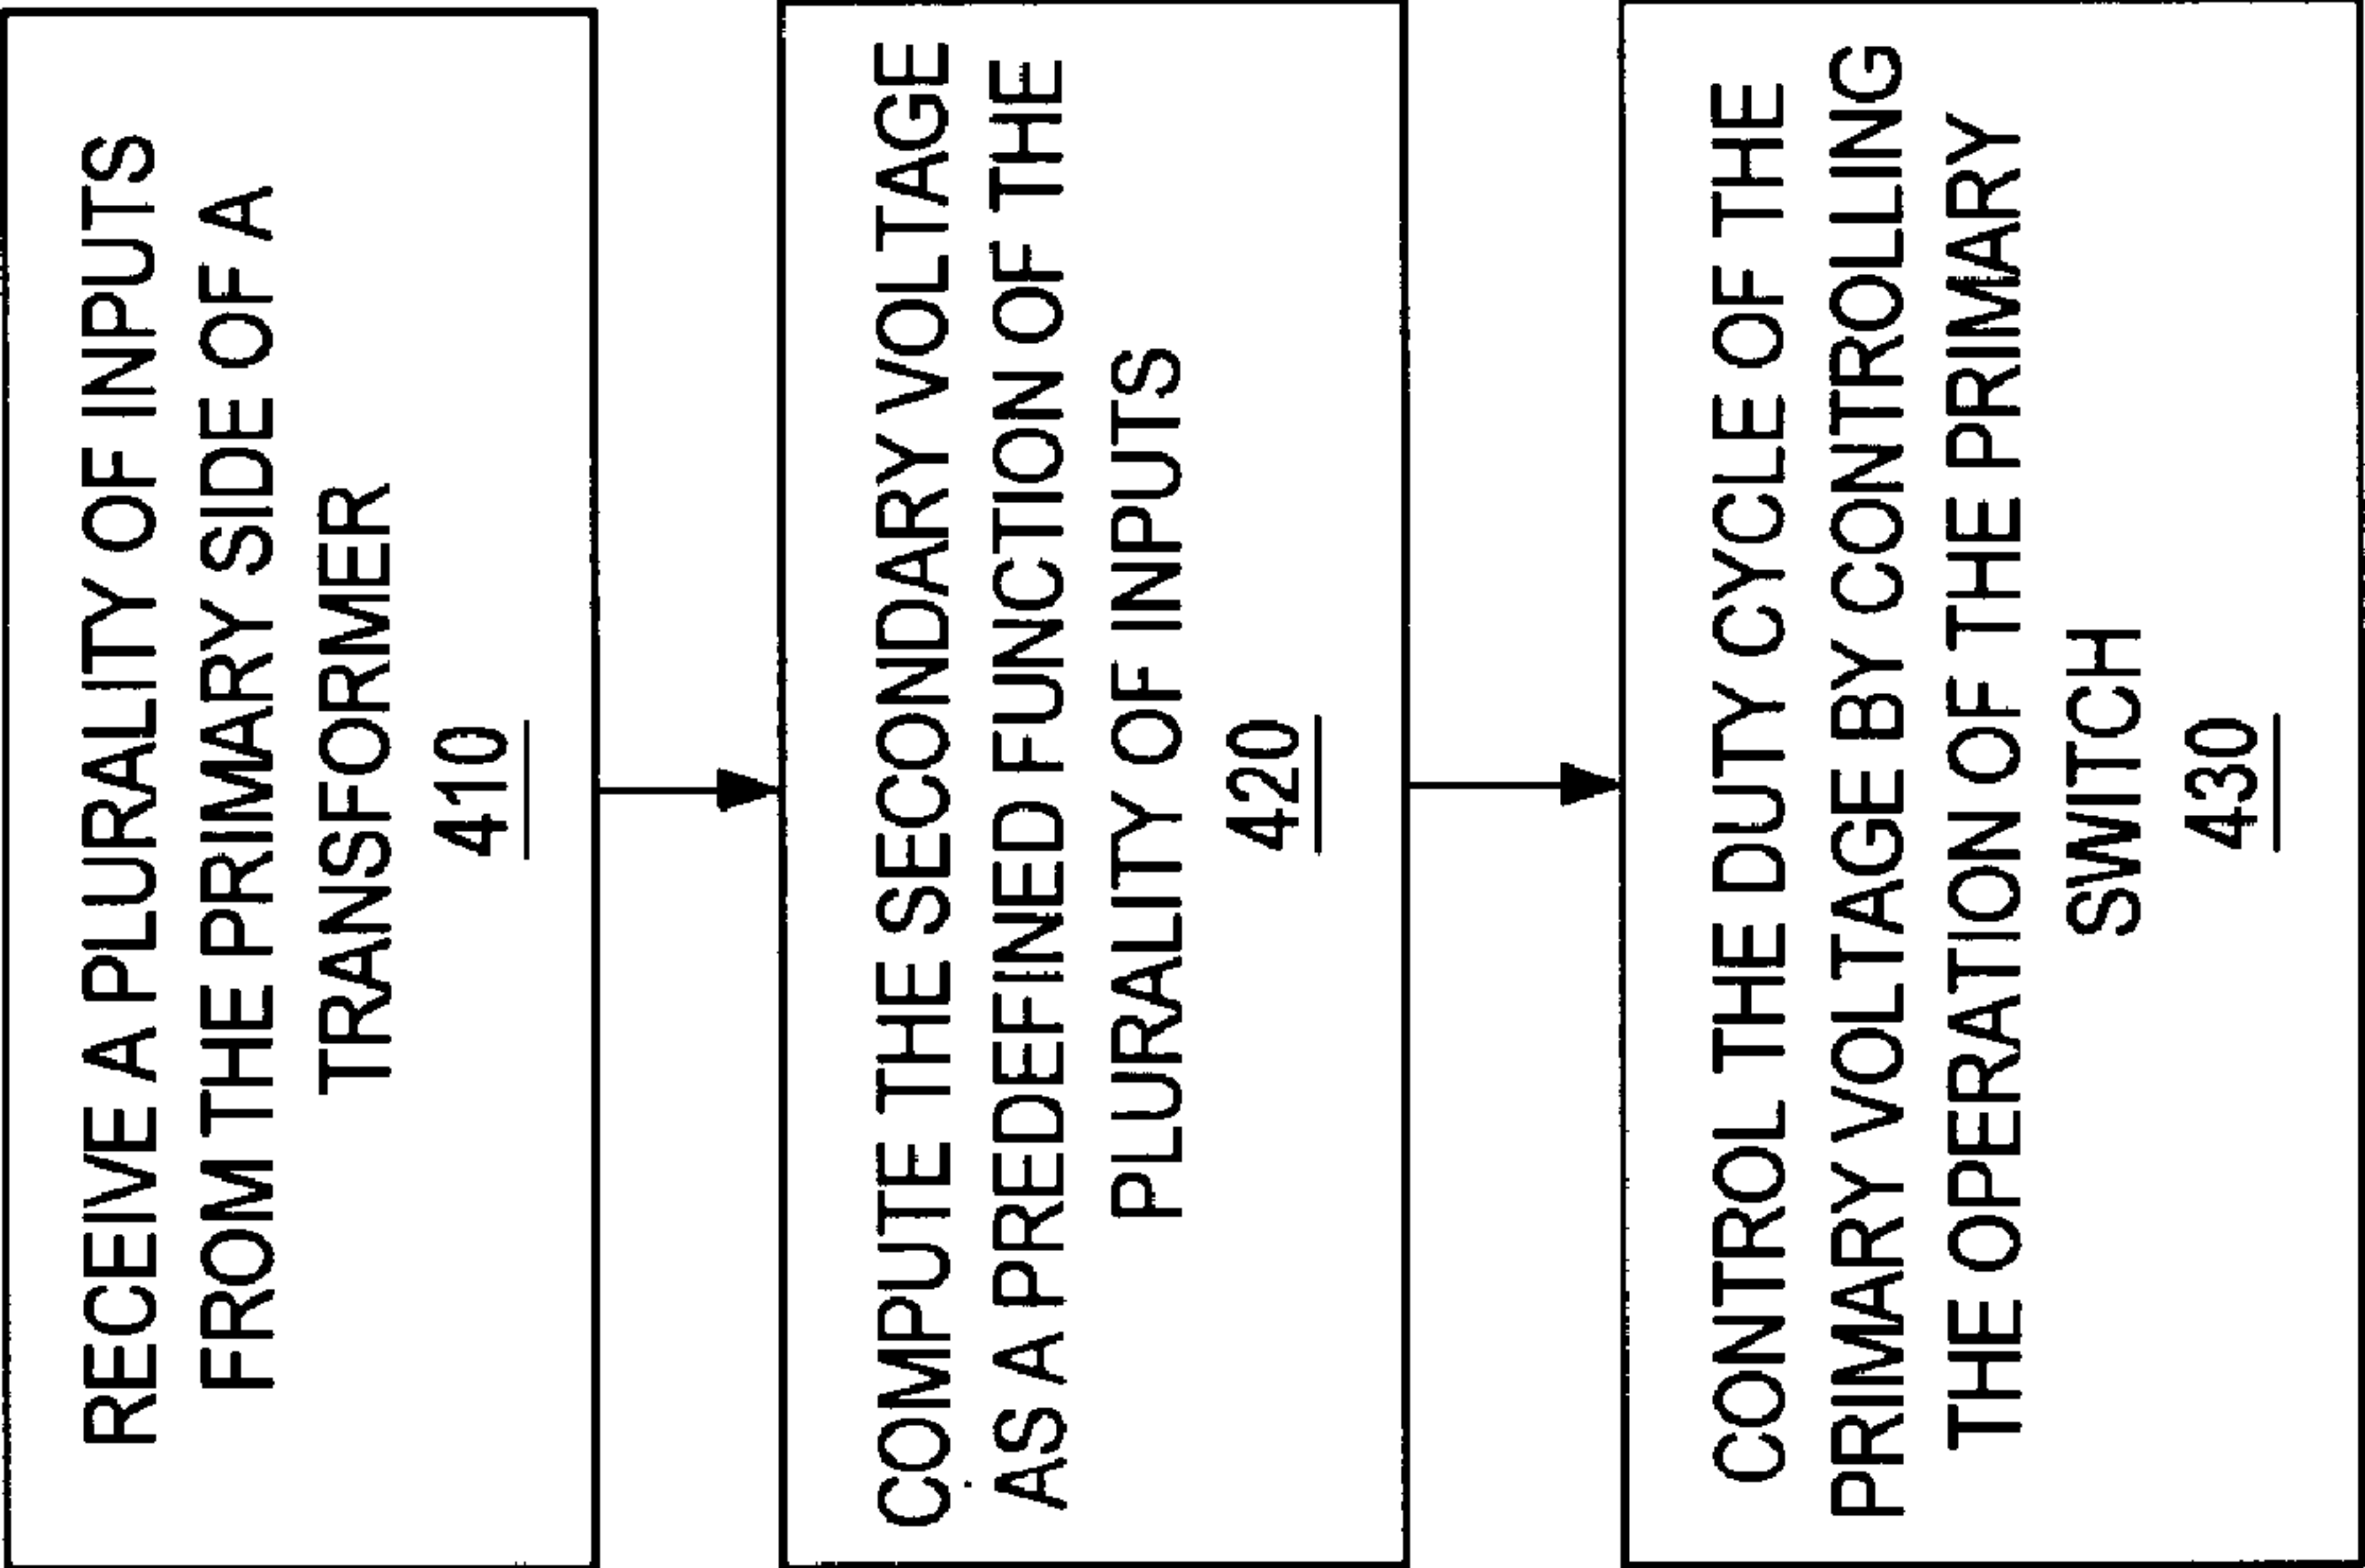 RECEIVE A PLURALITY OF INPUTS
FROM THE PRIMARY SIDE OF A
TRANSFORMER
410
COMPUTE THE SECONDARY VOLTAGE
AS A PREDEFINED FUNCTION OF THE
PLURALITY OF INPUTS
420
CONTROL THE DUTY CYCLE OF THE
PRIMARY VOLTAGE BY CONTROLLING
THE OPERATION OF THE PRIMARY
SWITCH
430